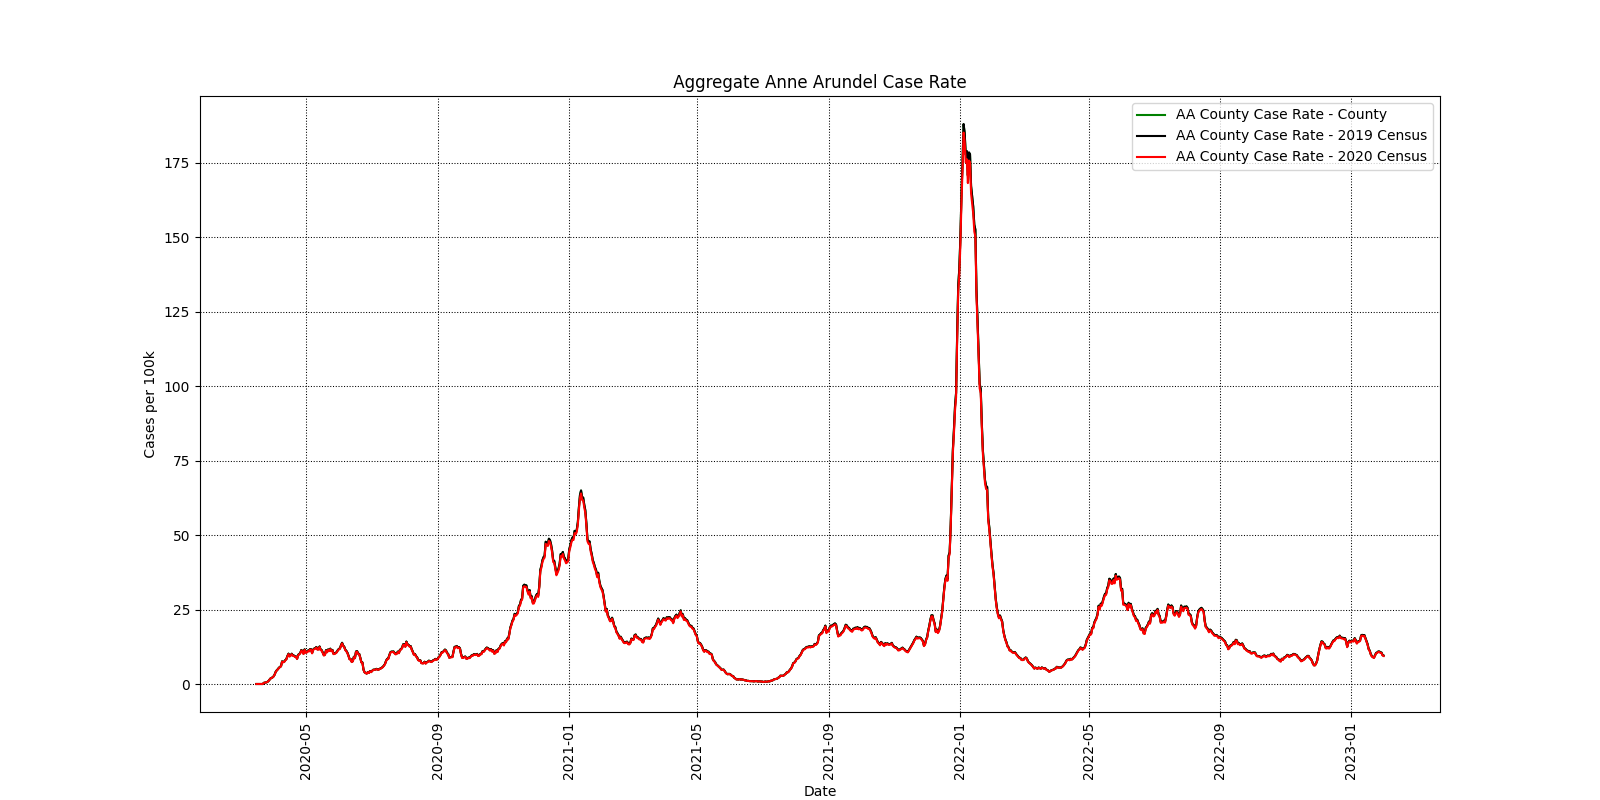 Aggregate Anne Arundel Case Rate
AA County Case Rate - County
AA County Case Rate - 2019 Census
AA County Case Rate - 2020 Census
175
150
125
100
75
50
25
0
Cases per 100k
2020-05
2020-09
2021-01
2021-05
2021-09
2022-01
2022-05
2022-09
2023-01
Date